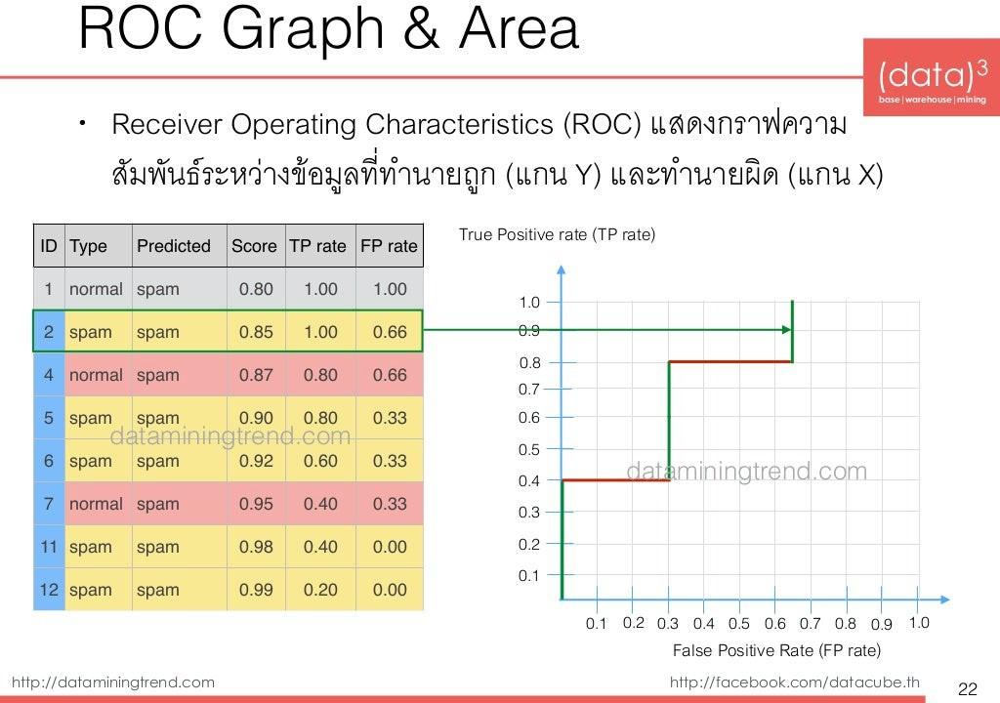 ROC Graph & Area
(data)3
base|warehouse|mining
• Receiver Operating Characteristics (ROC) แสดงกราฟความ
สัมพันธ์ระหว่างข้อมูลที่ทำนายถูก (แกน Y) และทำนายผิด (แกน X)
ID Type Predicted Score TP rate FP rate
1 normal spam 0.80 1.00 1.00
2 spam spam 0.85 1.00 0.66
4 normal spam 0.87 0.80 0.66
5 spam spam 0.90 0.80 0.33
dataminingtrend.com
6 spam spam 0.92 0.60 0.33
7 normal spam 0.95 0.40 0.33
11 spam spam 0.98 0.40 0.00
12 spam spam 0.99 0.20 0.00
True Positive rate (TP rate)
1.0
0.9
0.8
0.7
0.6
0.5
0.4
0.3
0.2
0.1
dataminingtrend.com
0.1 0.2 0.3 0.4 0.5 0.6 0.7 0.8 0.9 1.0
False Positive Rate (FP rate)
http://dataminingtrend.com
http://facebook.com/datacube.th
22